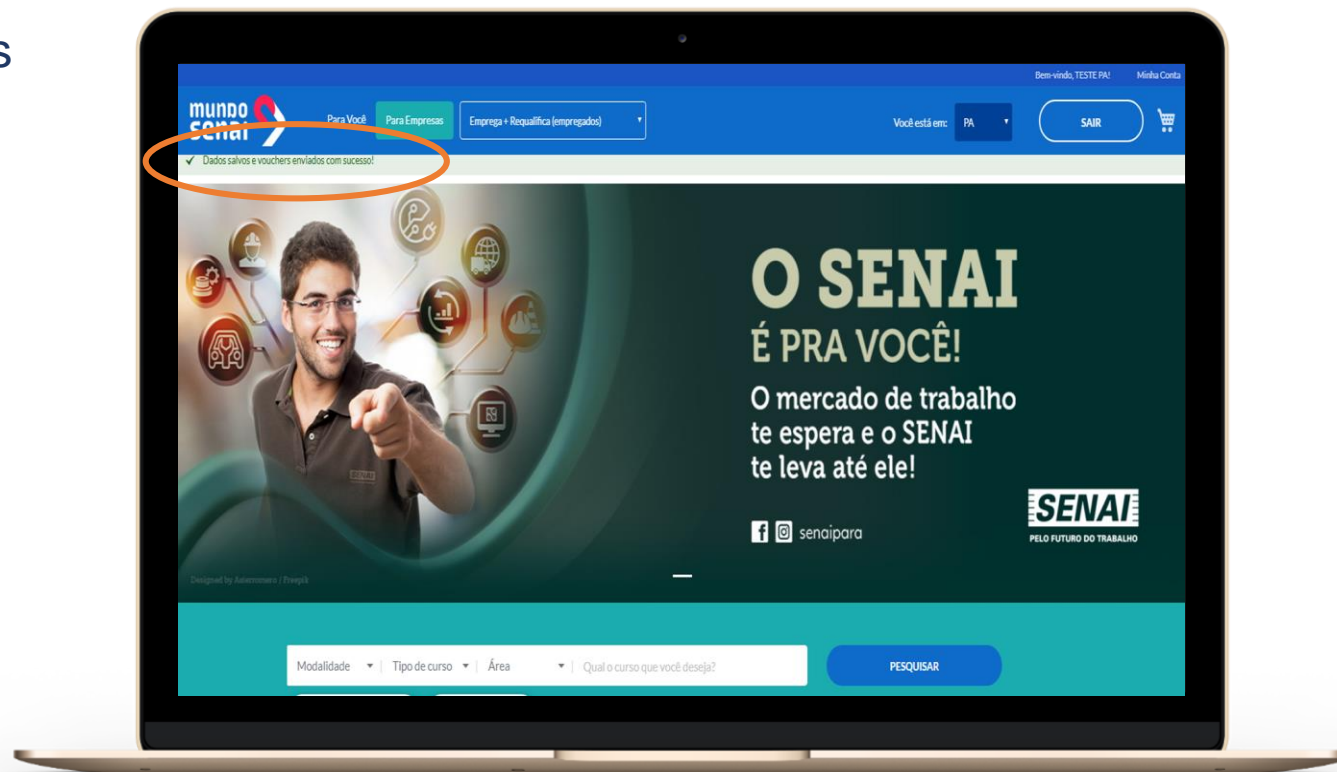 s
Bem-vindo, TESTE PA! Minha Conta
mundo
senai
Para Você Para Empresas Emprega + Requalifica (empregados) Você está em: PA SAIR
✓ Dados salvos e vouchers enviados com sucesso!
O SENAI
É PRA VOCÊ!
O mercado de trabalho
te espera e o SENAI
te leva até ele!
SENAI
senaipara
SENAI
PELO FUTURO DO TRABALHO
Modalidade Tipo de curso Área Qual o curso que você deseja? PESQUISAR